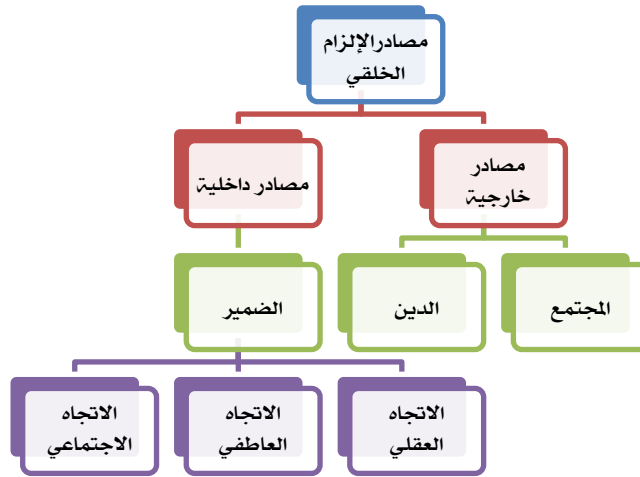 مصادرالإلزام
الخلقي
مصادر
خارجية
مصادر داخلية
المجتمع
الدين
الضمير
الاتجاه
العقلي
الاتجاه
العاطفي
الاتجاه
الاجتماعي